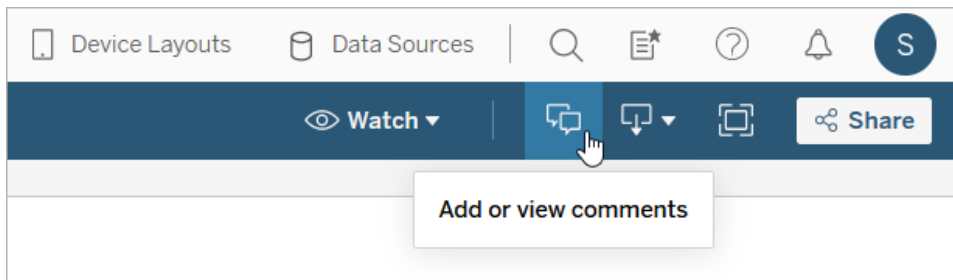 Device Layouts Data Sources S
Watch Share
Add or view comments